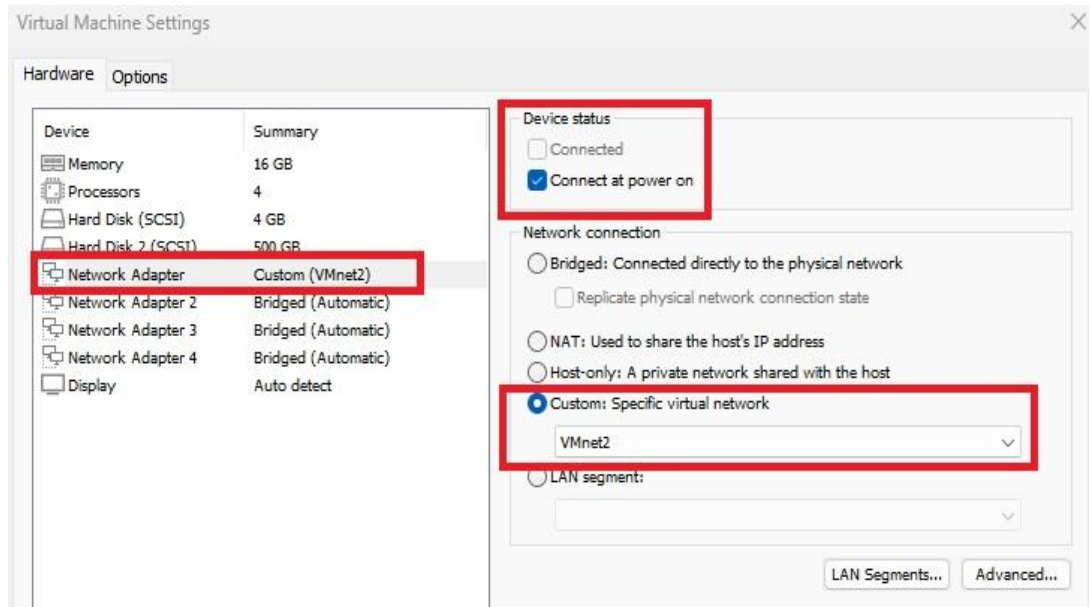 Virtual Machine Settings
Hardware Options
Device Summary
Memory 16 GB
Processors 4
Hard Disk (SCSI) 4 GB
Hard Disk 2 (SCSI) 500 GB
Network Adapter Custom (VMnet2)
Network Adapter 2 Bridged (Automatic)
Network Adapter 3 Bridged (Automatic)
Network Adapter 4 Bridged (Automatic)
Display Auto detect
Device status
Connected
Connect at power on
Network connection
Bridged: Connected directly to the physical network
Replicate physical network connection state
NAT: Used to share the host's IP address
Host-only: A private network shared with the host
Custom: Specific virtual network
VMnet2
LAN segment:
LAN Segments... Advanced...